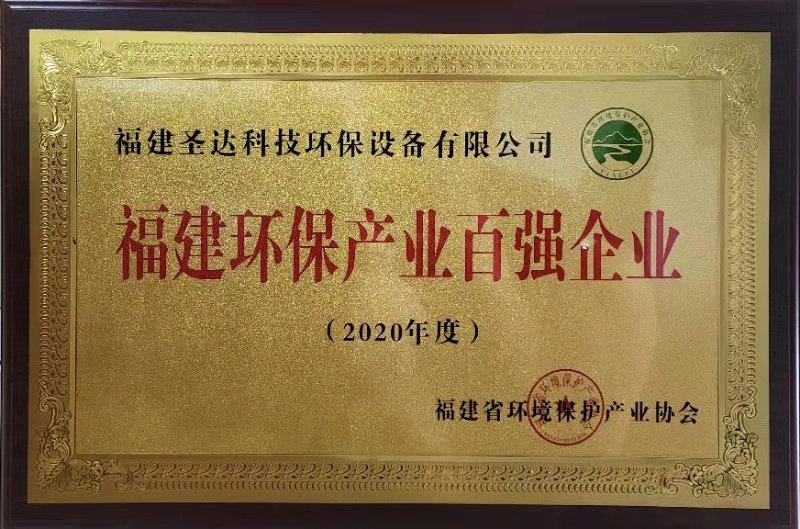 福建圣达科技环保设备有限公司
福建环保产业百强企业
（2020年度）
福建省环境保护产业协会